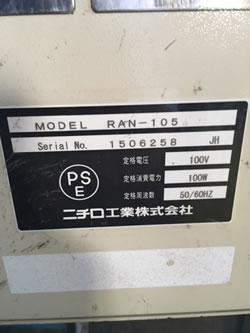 MODEL RAN-105
Serial No. 1506258 JH
PS
E
定格電圧 100V
定格消費電力 100W
定格周波数 50/60HZ
ニチロ工業株式会社